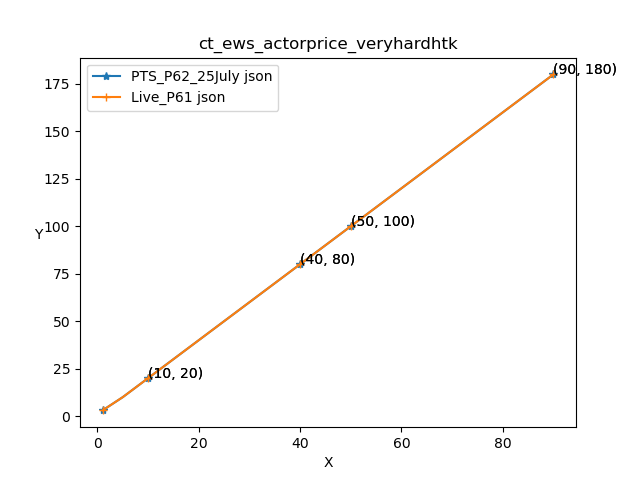 ct_ews_actorprice_veryhardhtk
PTS_P62_25July json
Live_P61 json
(90, 180)
(50, 100)
(40, 80)
(10, 20)
175
150
125
100
75
50
25
0
Y
0 20 40 60 80
X